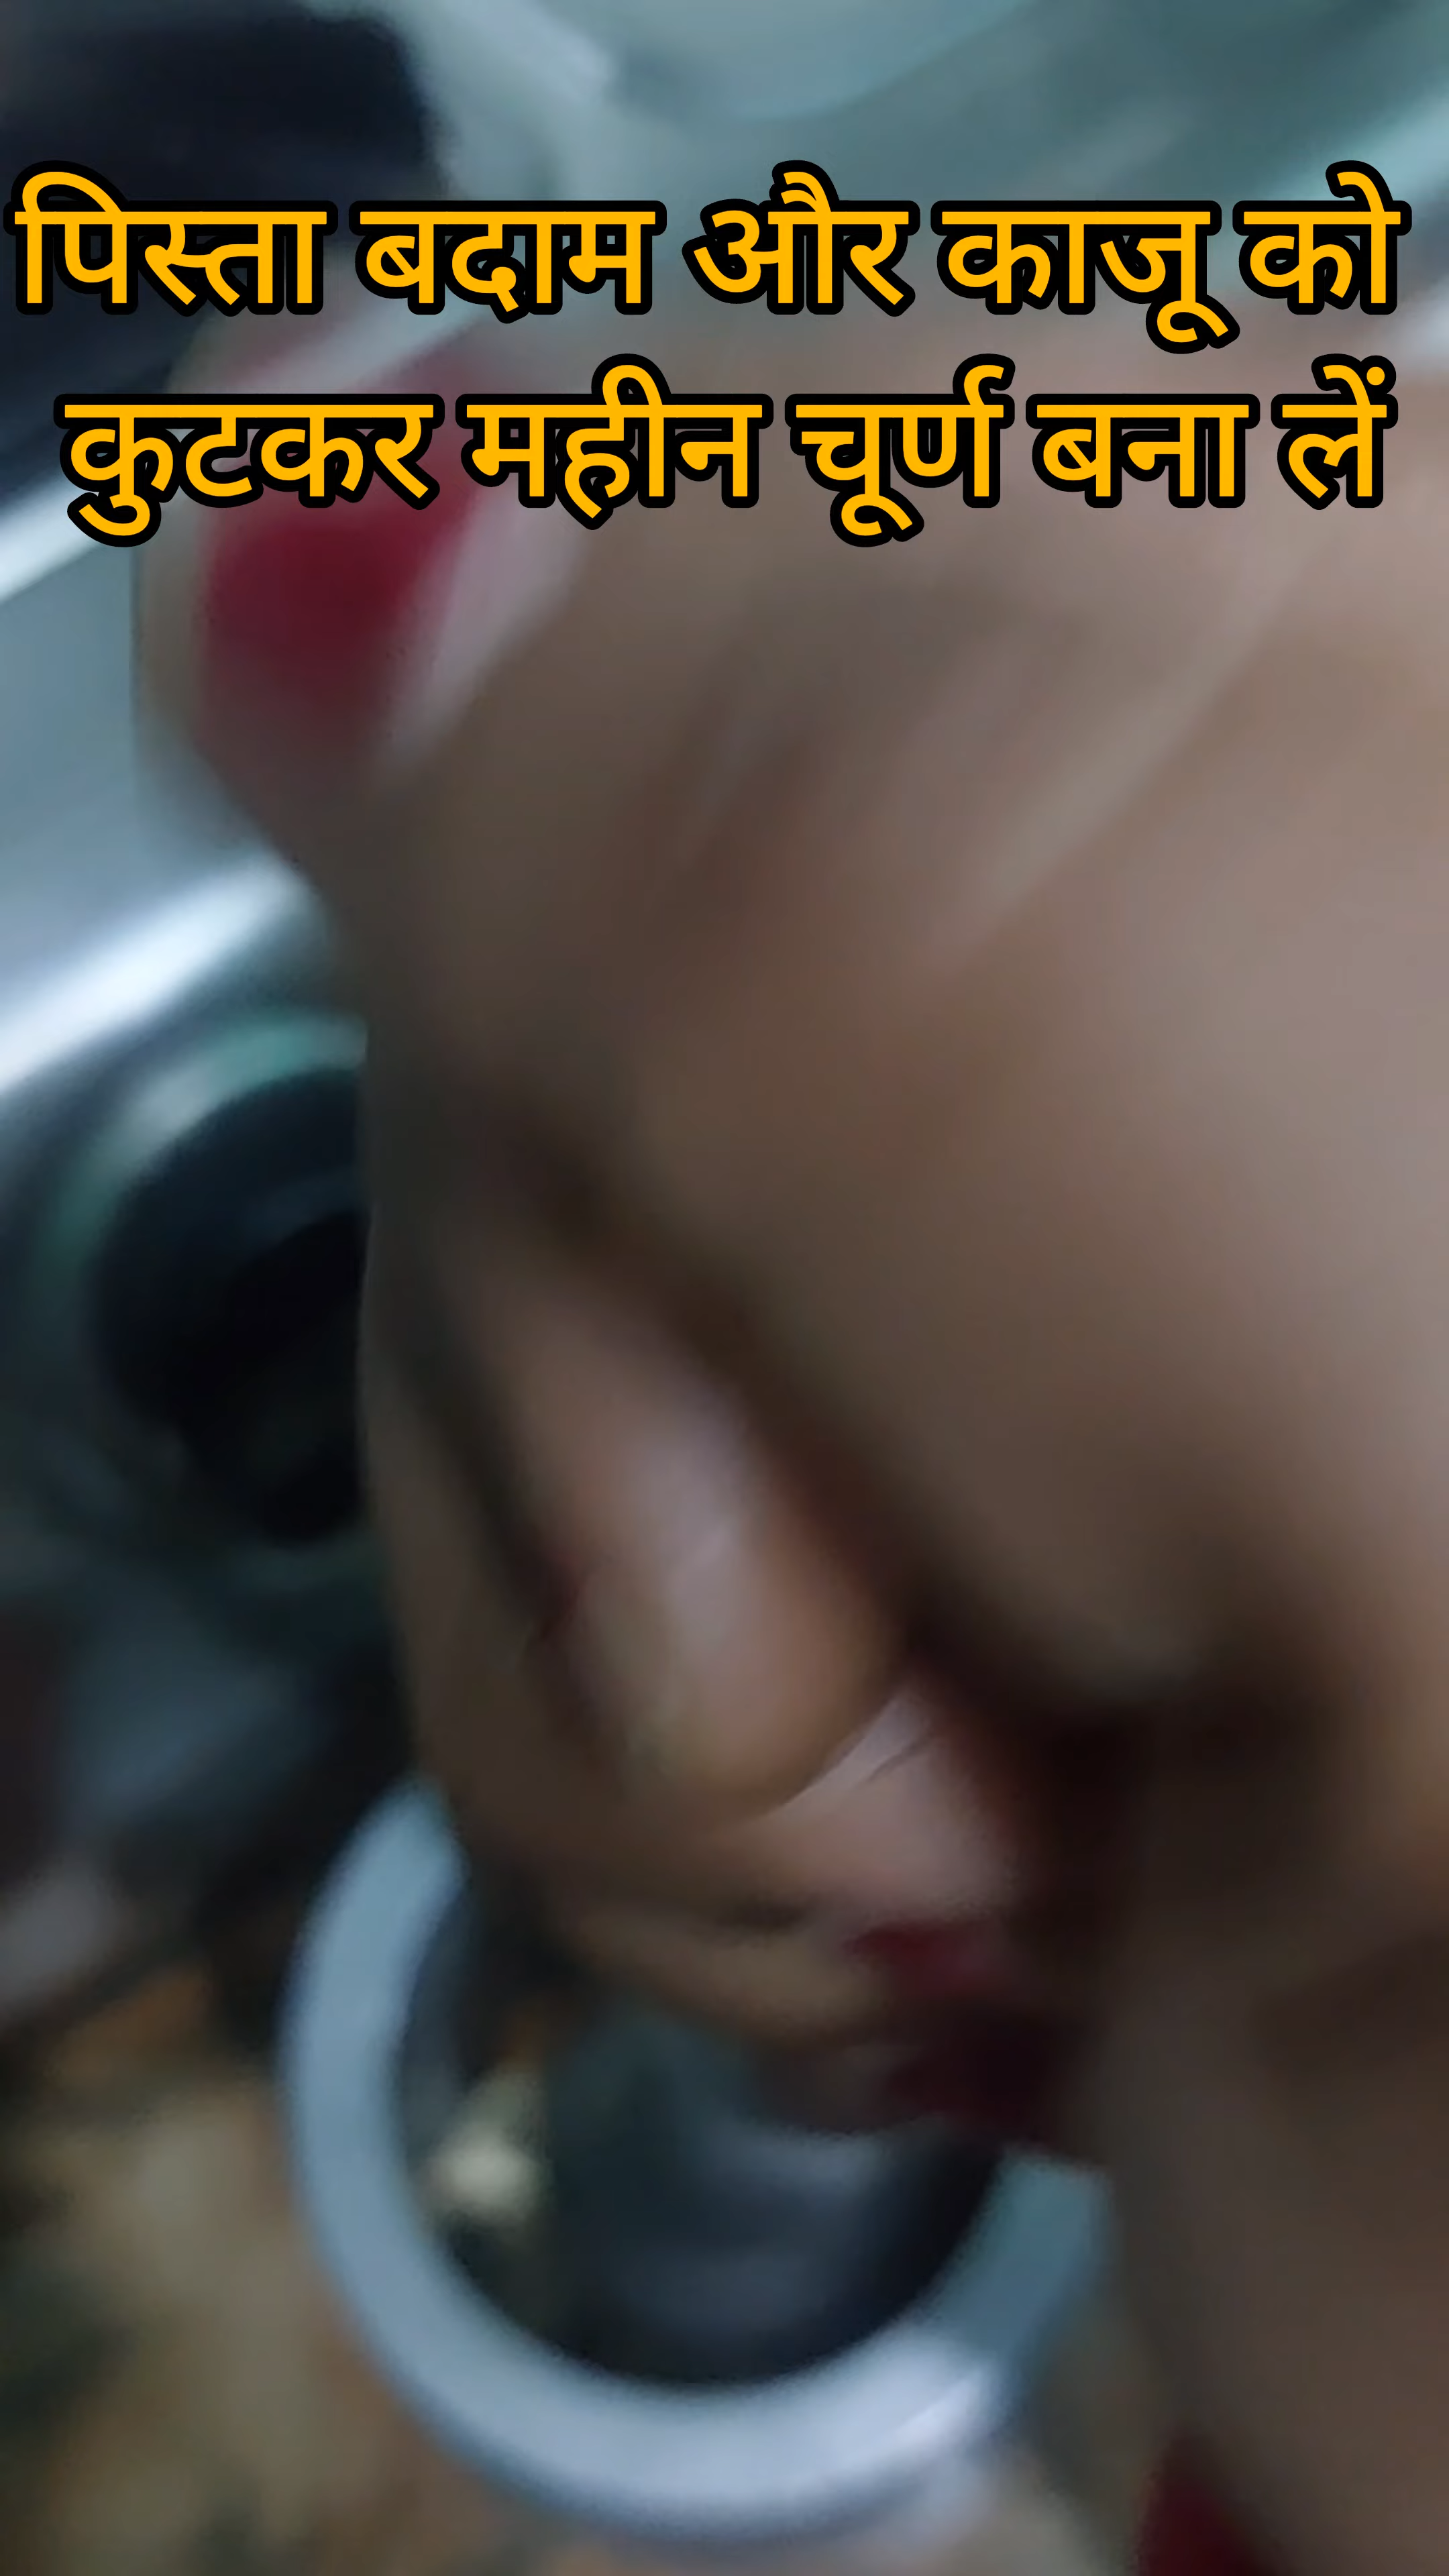 पिस्ता बदाम और काजू को
कुटकर महीन चूर्ण बना लें